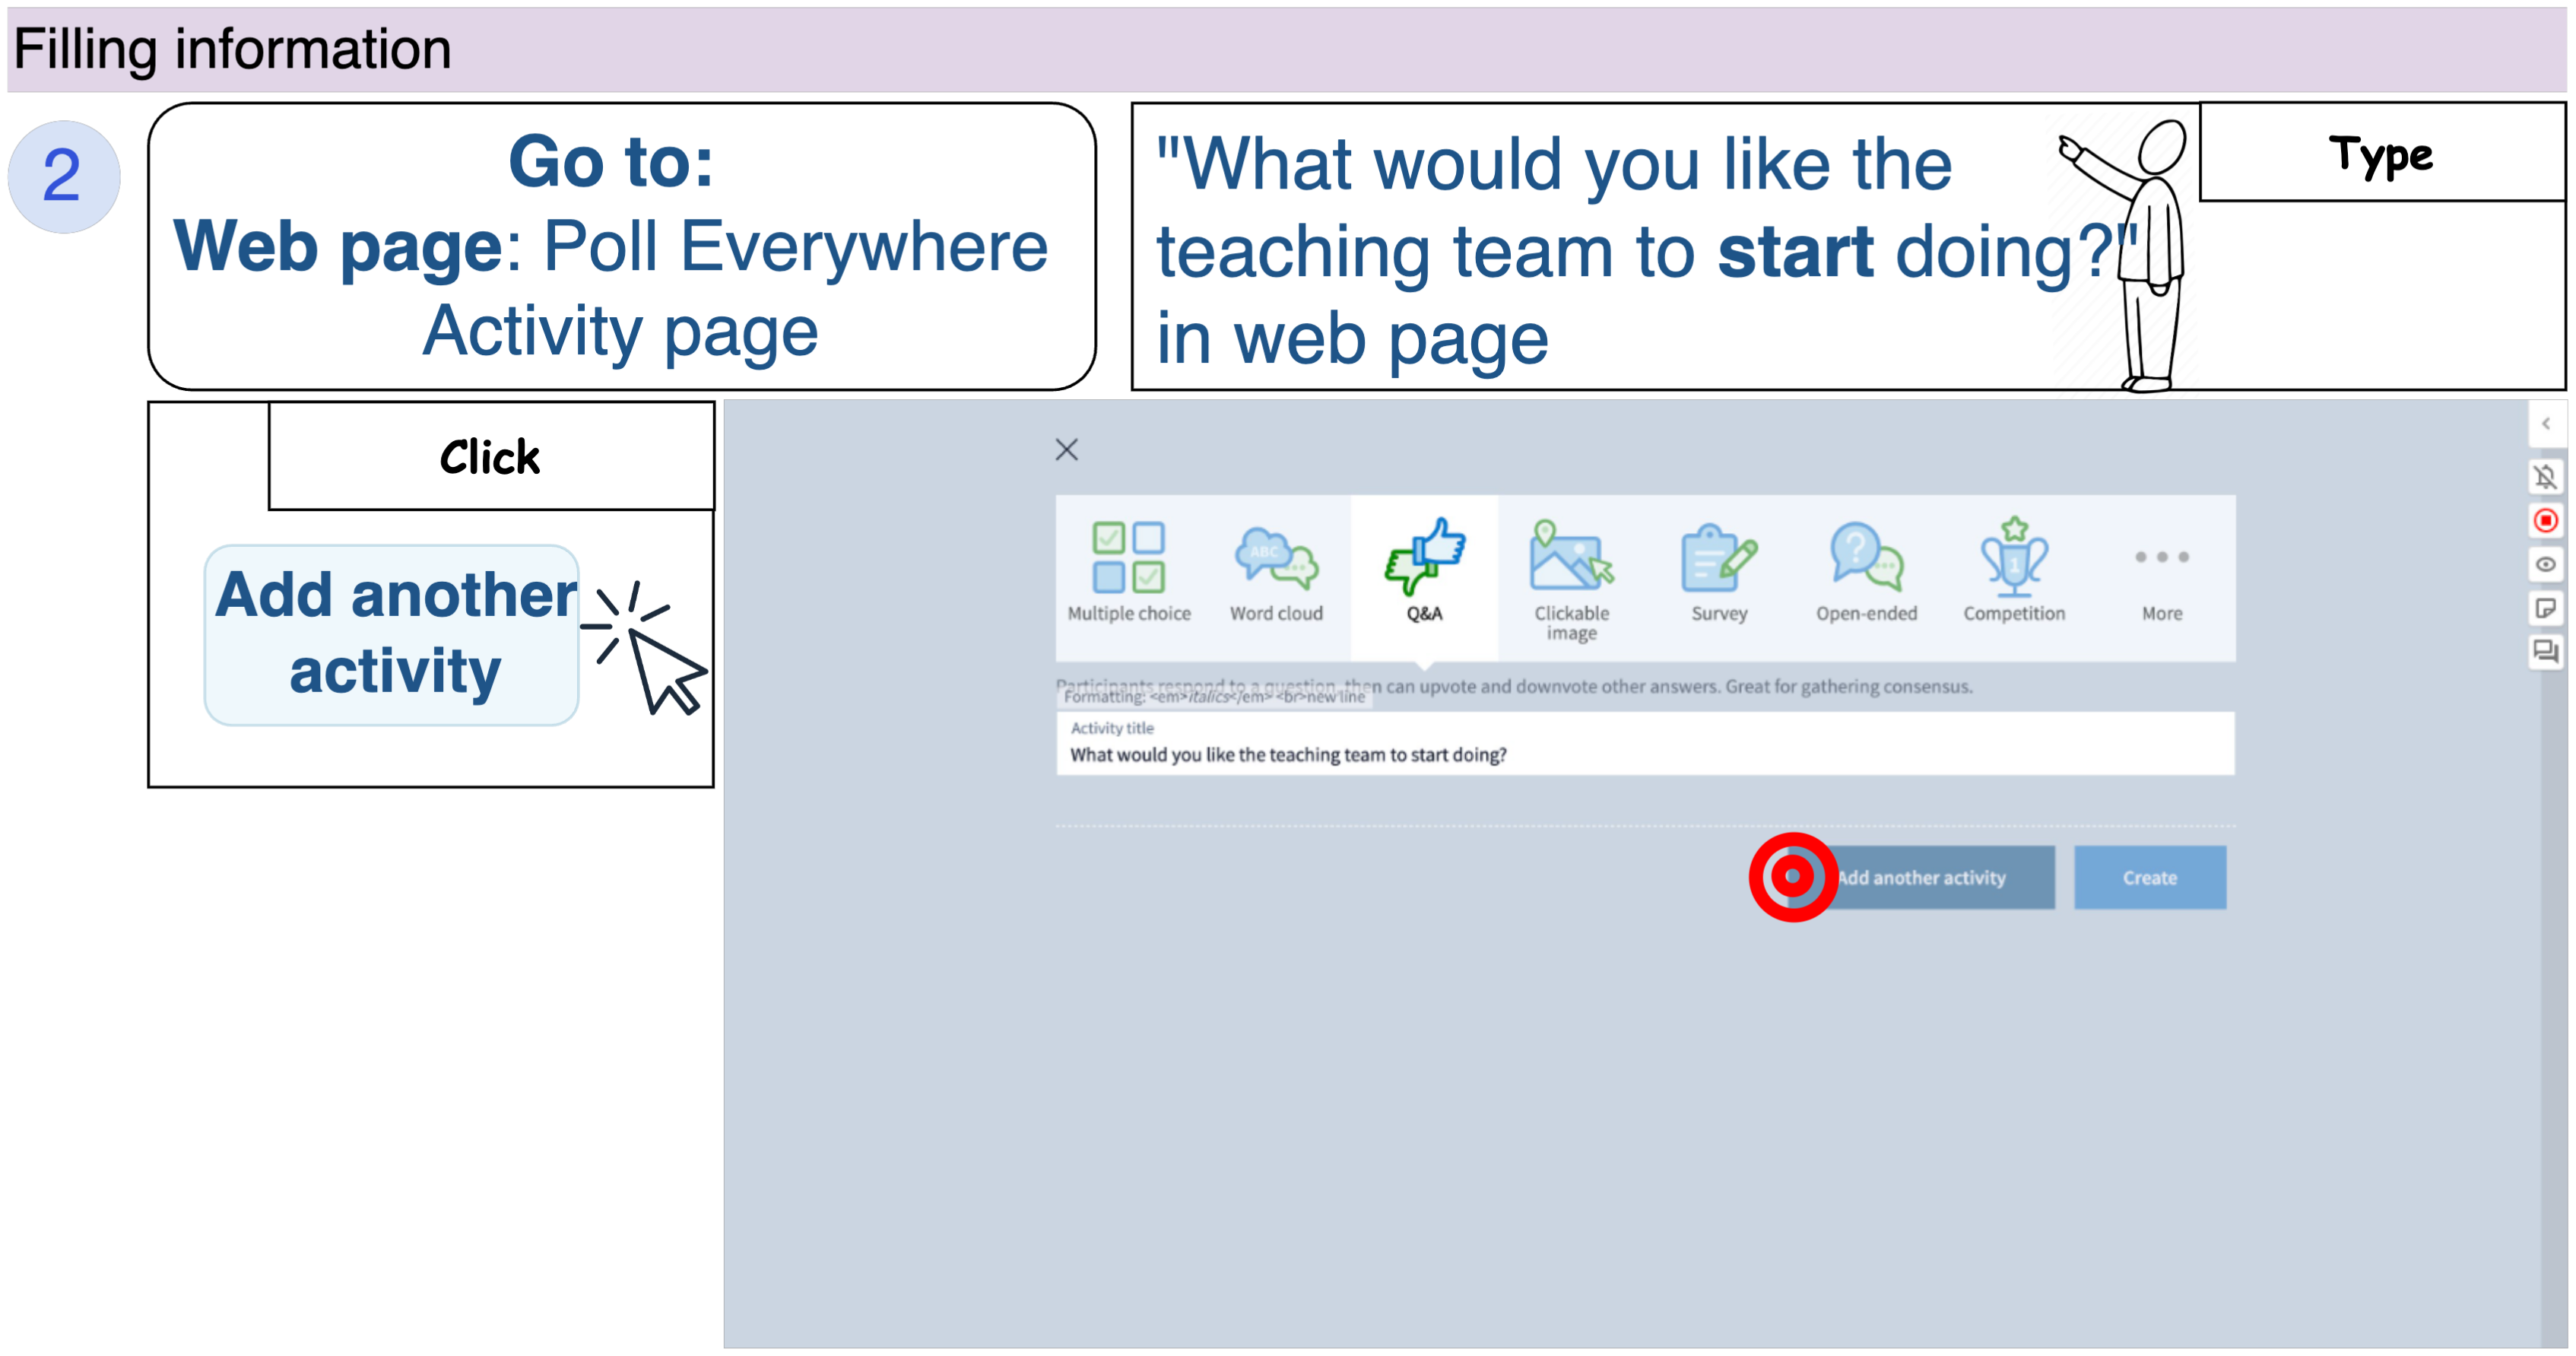 Filling information
2
Go to:
Web page: Poll Everywhere
Activity page
"What would you like the
teaching team to start doing?"
in web page
Type
Click
Add another
activity
Multiple choice
ABC
Word cloud
Q&A
Clickable
image
Survey
?
Open-ended
1
Competition
More
Participants respond to a question, then can upvote and downvote other answers. Great for gathering consensus.
Formatting: <em>italics</em> <br>new line
Activity title
What would you like the teaching team to start doing?
Add another activity
Create